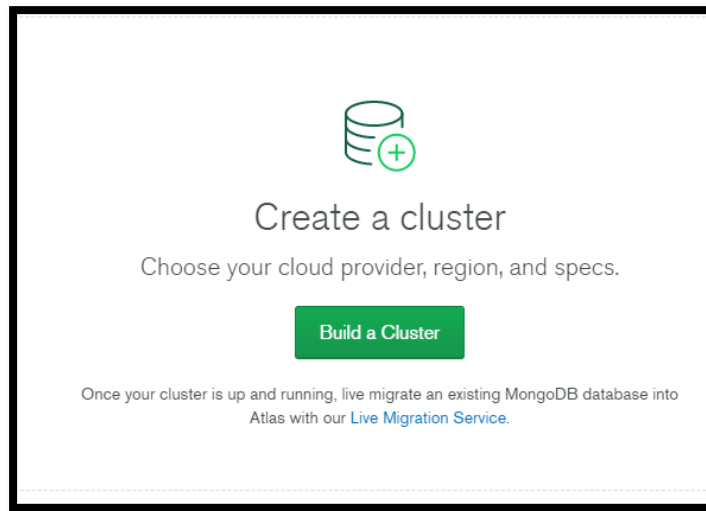 Create a cluster
Choose your cloud provider, region, and specs.
Build a Cluster
Once your cluster is up and running, live migrate an existing MongoDB database into
Atlas with our Live Migration Service.